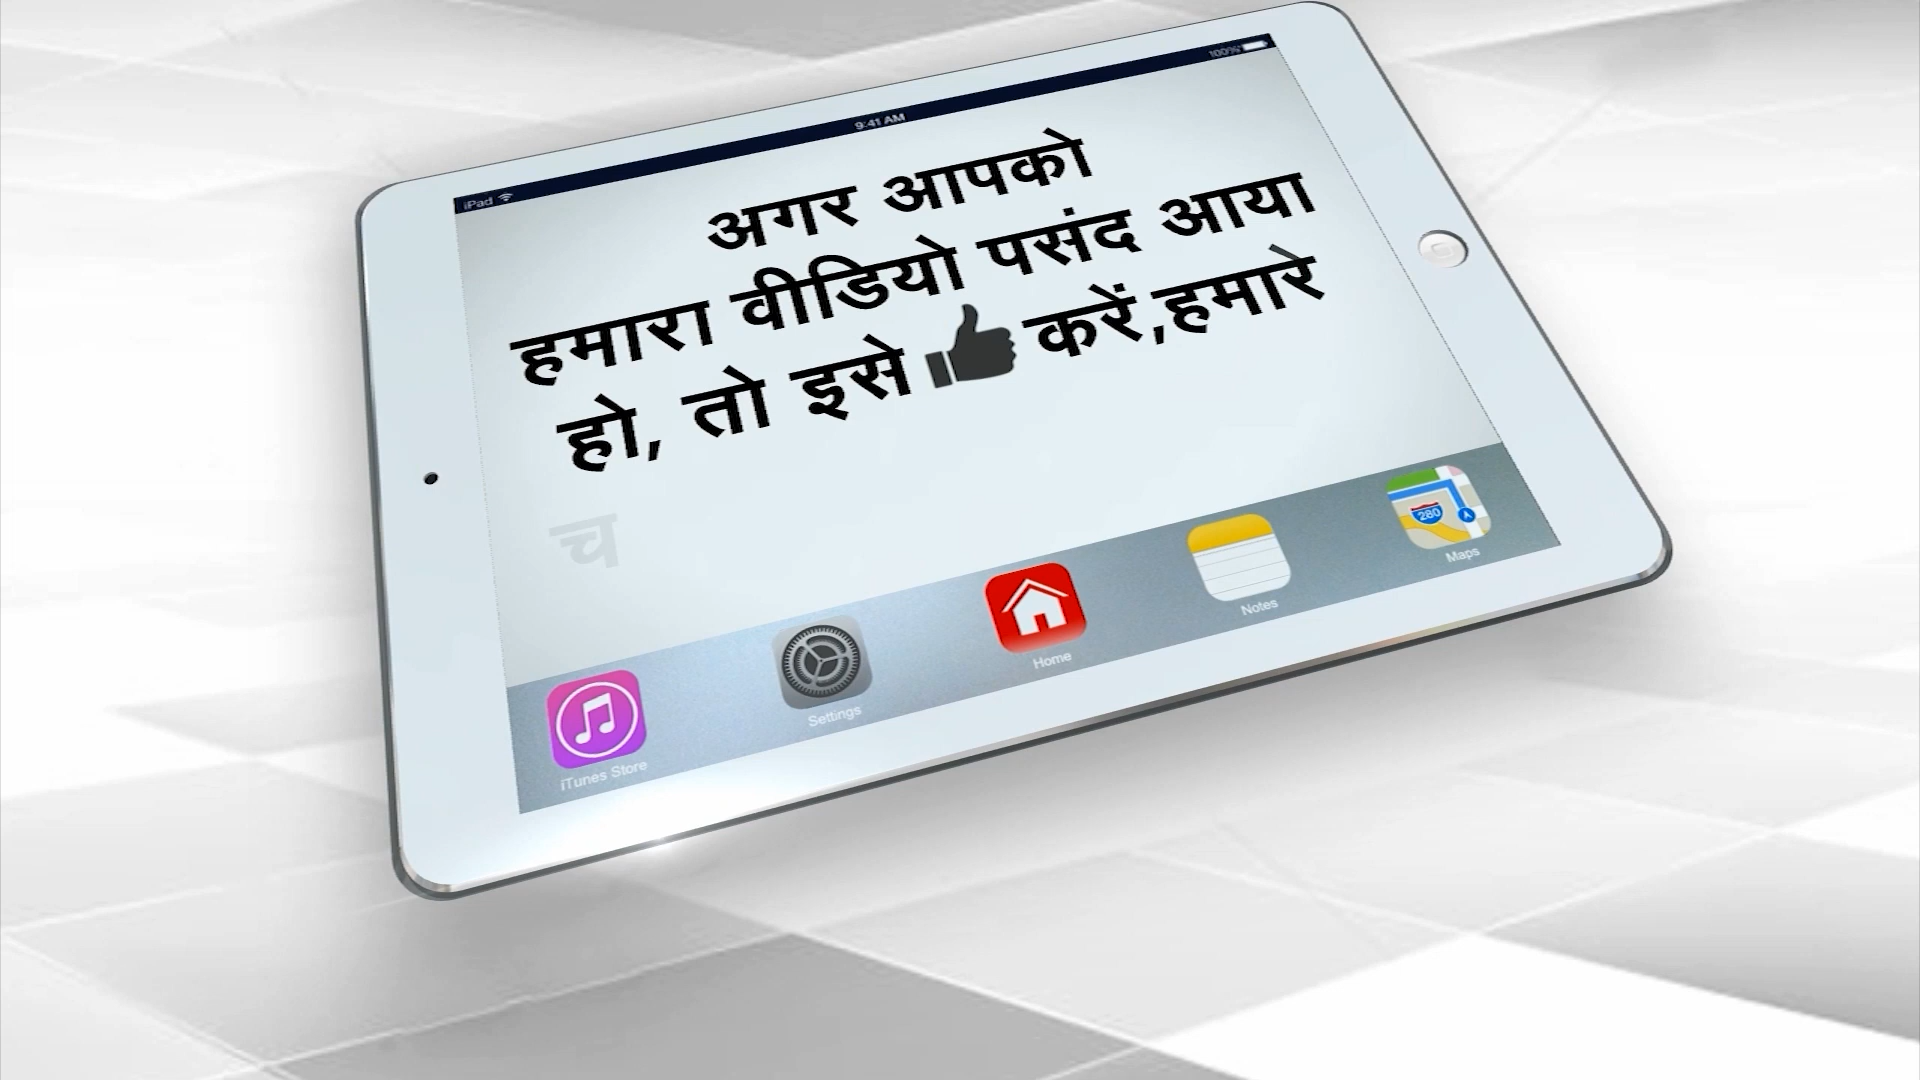 iPad 9:41 AM 100%
अगर आपको
हमारा वीडियो पसंद आया
हो, तो इसे 👍 करें,हमारे
च
iTunes Store
Settings
Home
Notes
280
Maps